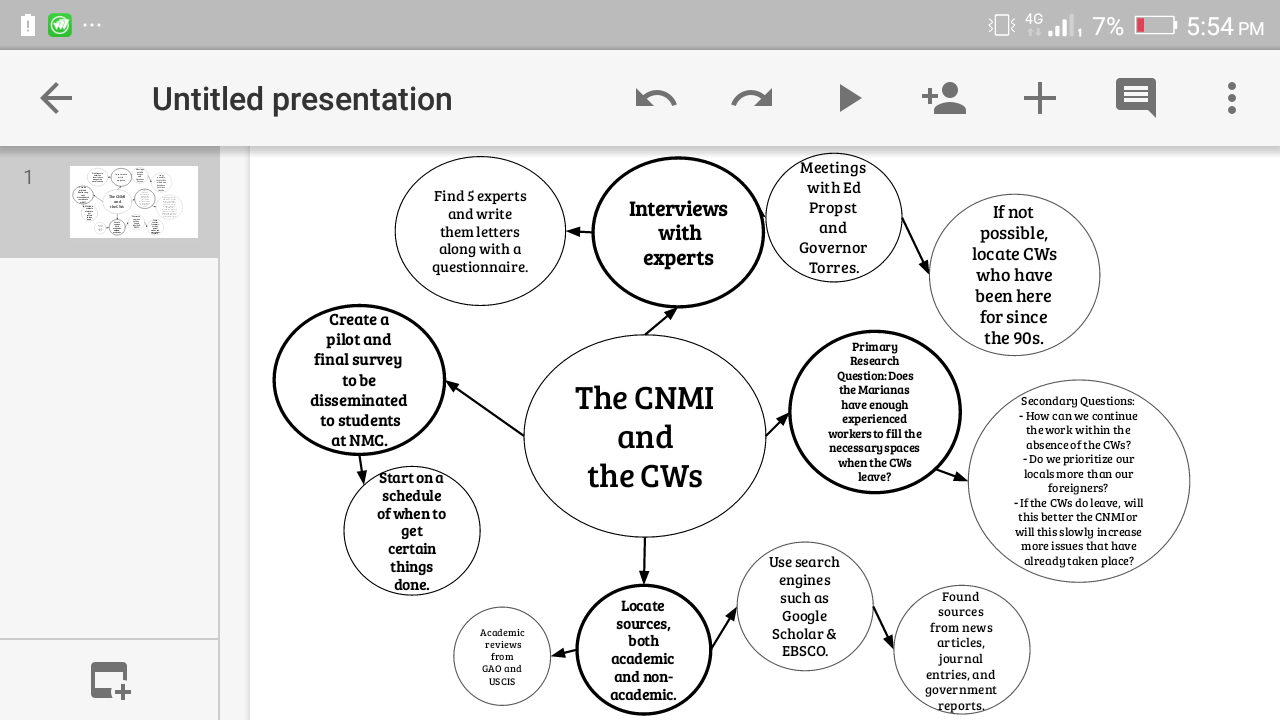 4G
1
7%
5:54 PM
Untitled presentation
1
Find 5 experts
and write
them letters
along with a
questionnaire.
Interviews
with
experts
Meetings
with Ed
Propst
and
Governor
Torres.
If not
possible,
locate CWs
who have
been here
for since
the 90s.
Create a
pilot and
final survey
to be
disseminated
to students
at NMC.
The CNMI
and
the CWs
Primary
Research
Question: Does
the Marianas
have enough
experienced
workers to fill the
necessary spaces
when the CWs
leave?
Secondary Questions:
- How can we continue
the work within the
absence of the CWs?
- Do we prioritize our
locals more than our
foreigners?
- If the CWs do leave, will
this better the CNMI or
will this slowly increase
more issues that have
already taken place?
Start on a
schedule
of when to
get
certain
things
done.
Locate
sources,
both
academic
and non-
academic.
Use search
engines
such as
Google
Scholar &
EBSCO.
Found
sources
from news
articles,
journal
entries, and
government
reports.
Academic
reviews
from
GAO and
USCIS